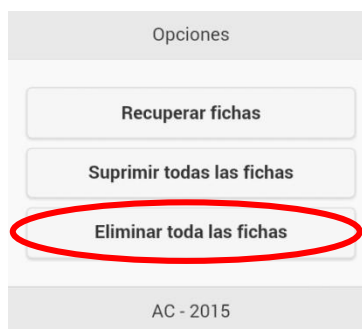 Opciones
Recuperar fichas
Suprimir todas las fichas
Eliminar toda las fichas
AC - 2015